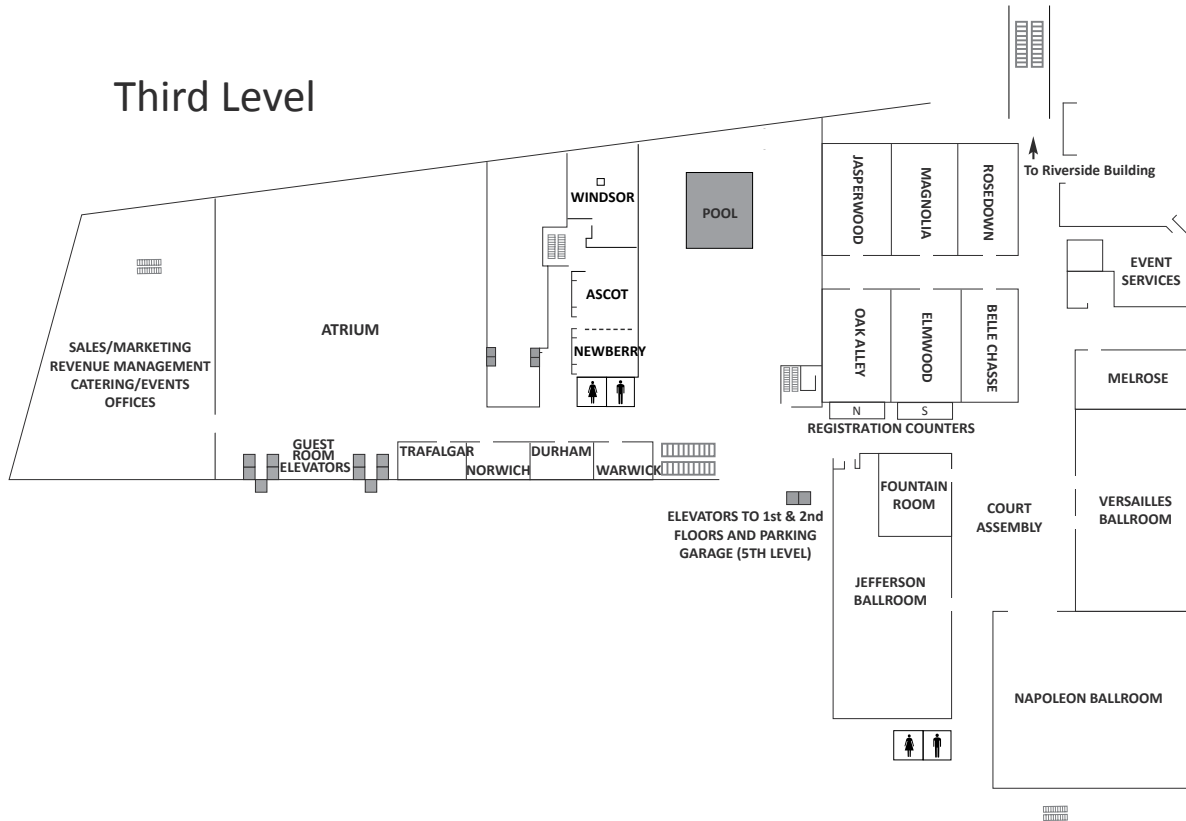 Third Level
To Riverside Building
JASPERWOOD
MAGNOLIA
ROSEDOWN
WINDSOR
POOL
EVENT
SERVICES
ASCOT
OAK ALLEY
ELMWOOD
BELLE CHASSE
ATRIUM
SALES/MARKETING
REVENUE MANAGEMENT
CATERING/EVENTS
OFFICES
NEWBERRY
MELROSE
N
S
REGISTRATION COUNTERS
GUEST
ROOM
ELEVATORS
TRAFALGAR
NORWICH
DURHAM
WARWICK
FOUNTAIN
ROOM
COURT
ASSEMBLY
VERSAILLES
BALLROOM
ELEVATORS TO 1st & 2nd
FLOORS AND PARKING
GARAGE (5TH LEVEL)
JEFFERSON
BALLROOM
NAPOLEON BALLROOM